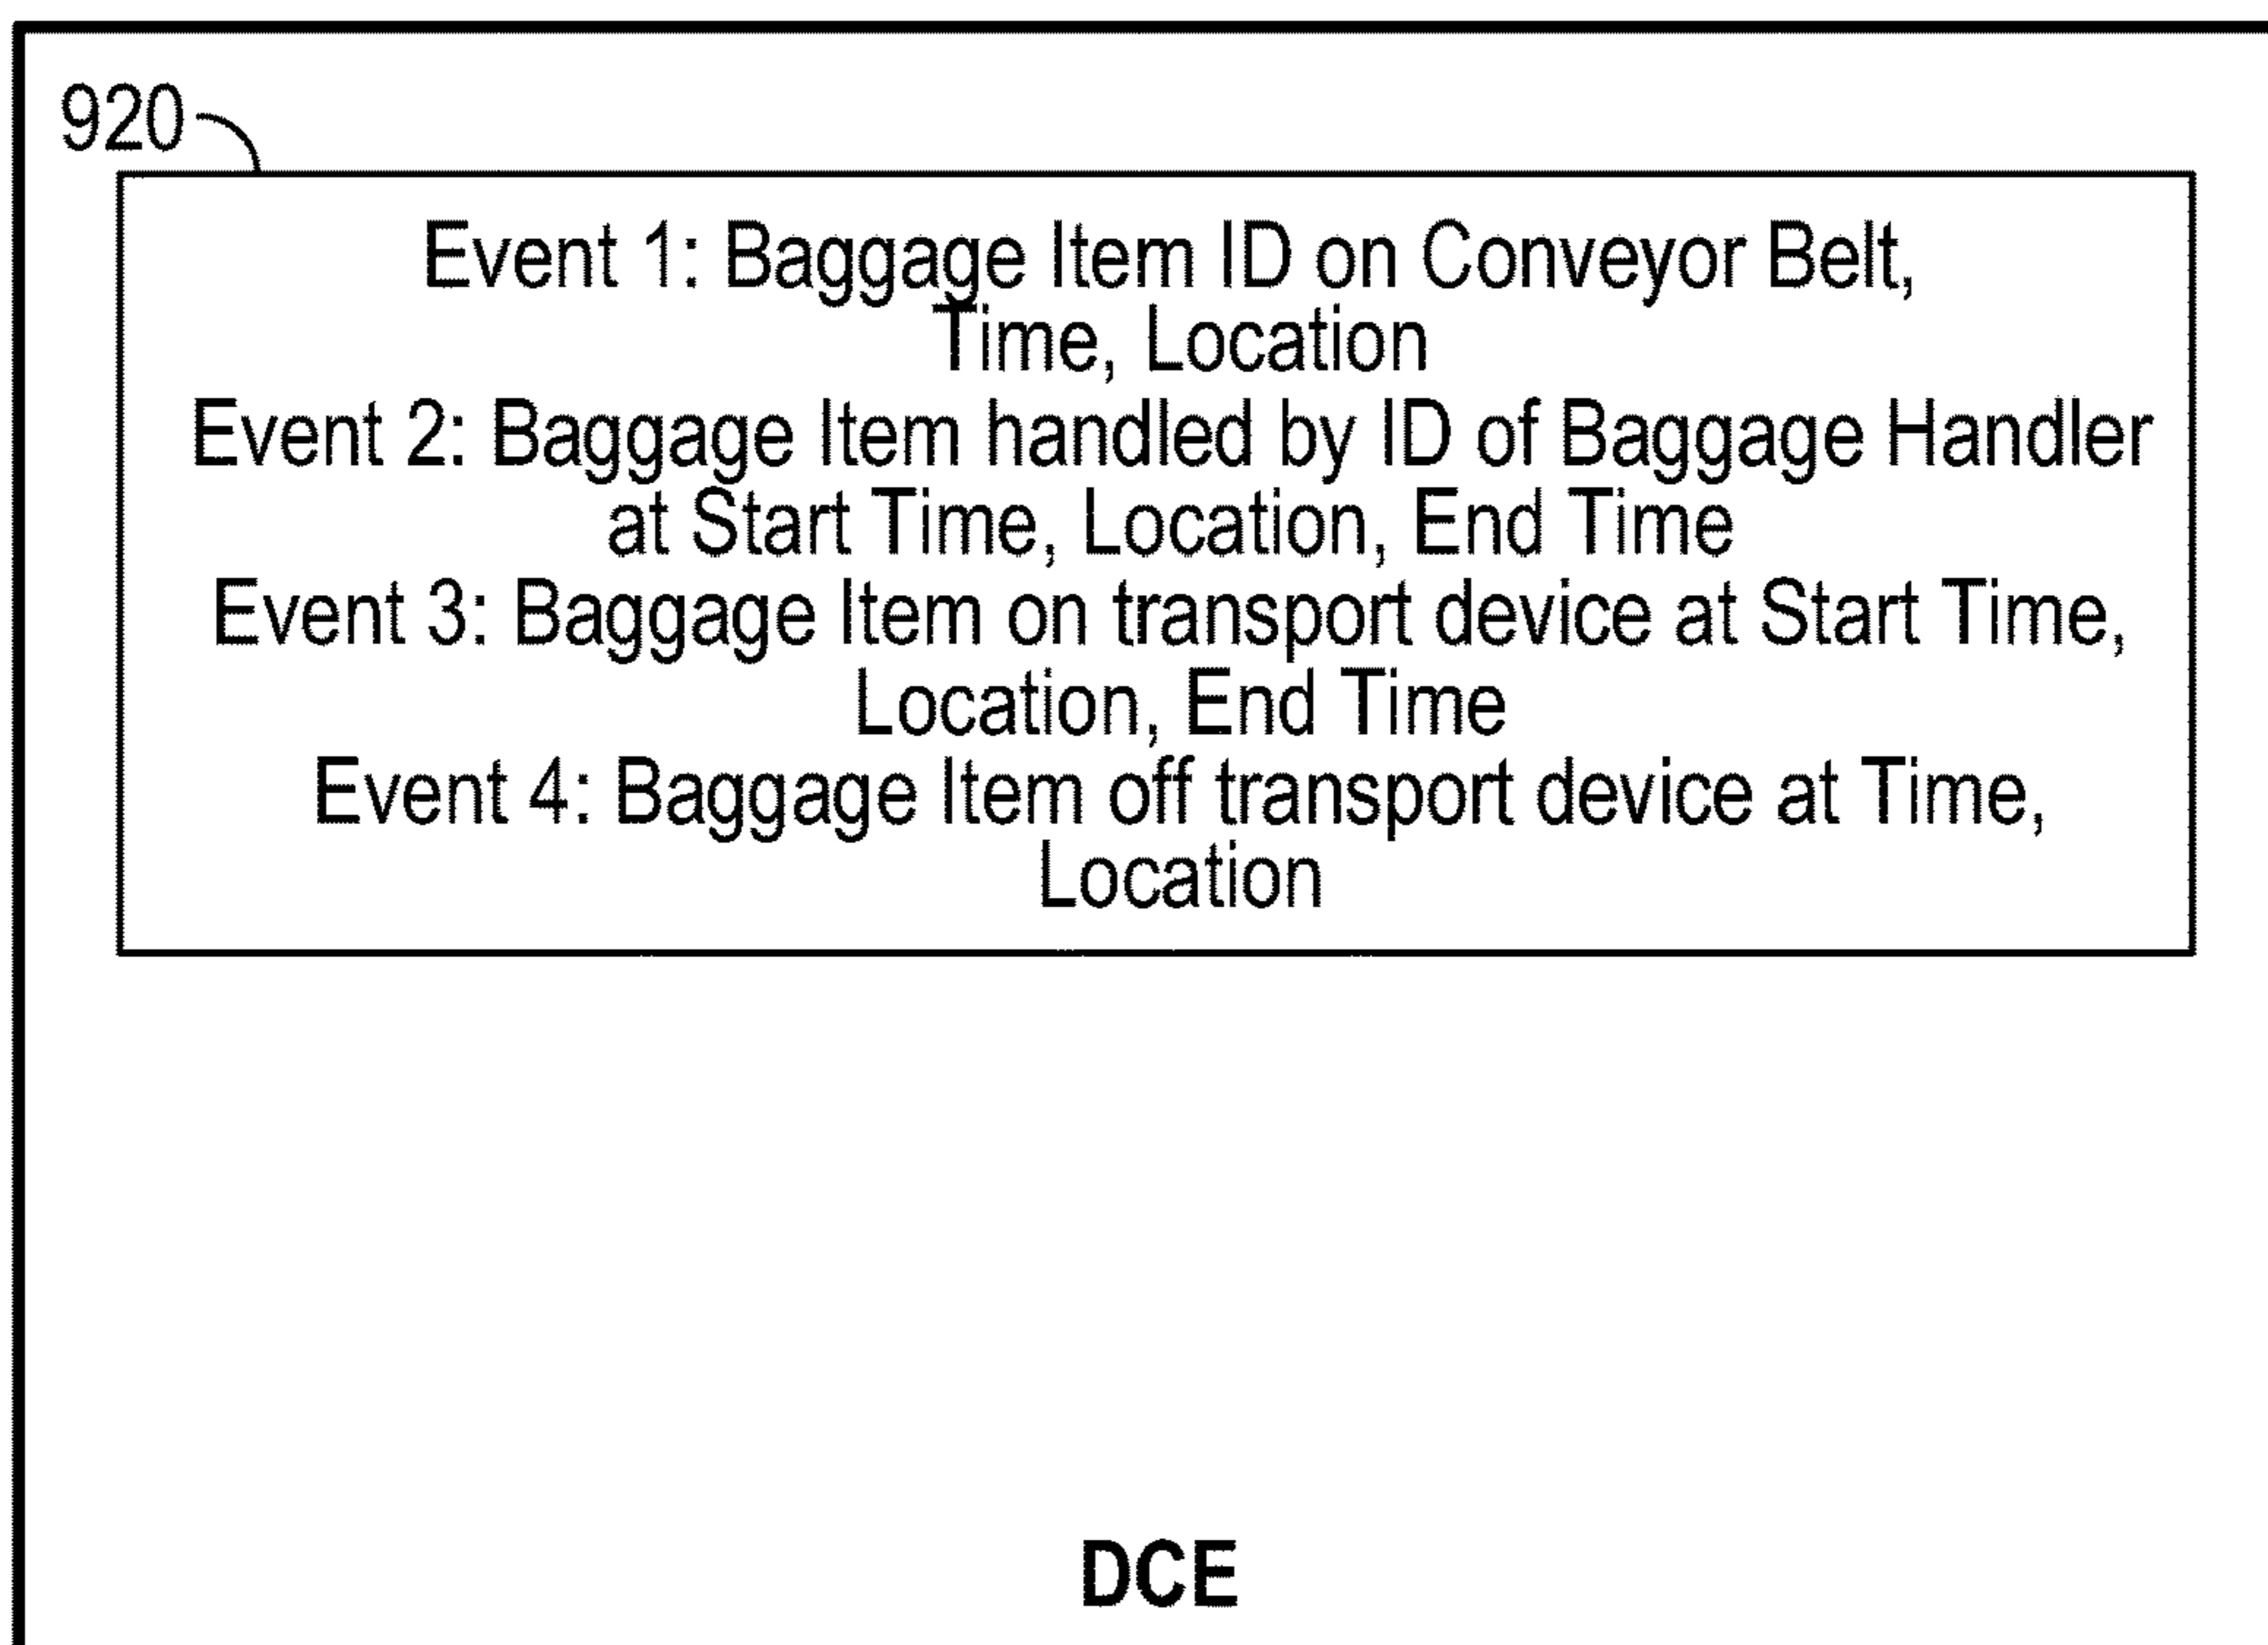 920
Event 1: Baggage Item ID on Conveyor Belt,
Time, Location
Event 2: Baggage Item handled by ID of Baggage Handler
at Start Time, Location, End Time
Event 3: Baggage Item on transport device at Start Time,
Location, End Time
Event 4: Baggage Item off transport device at Time,
Location
DCE